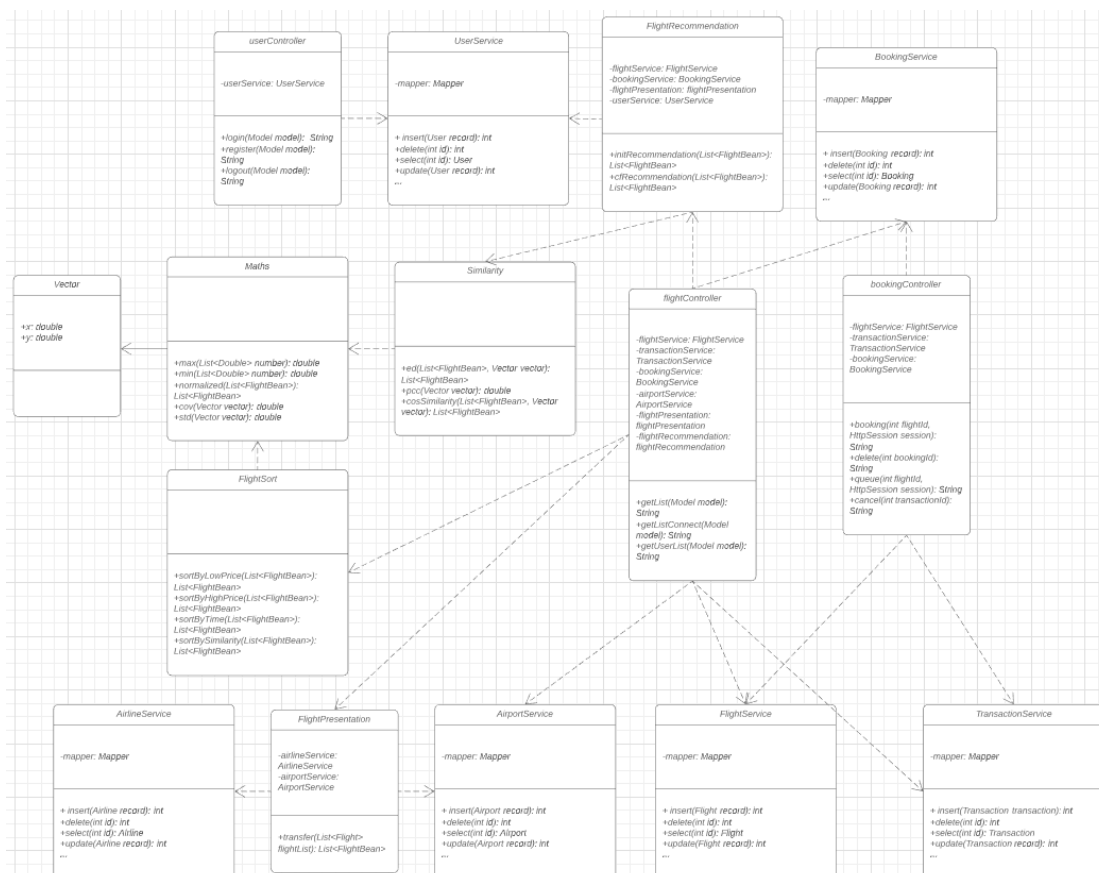 userController
-userService: UserService
+login(Model model):  String
+register(Model model):
String
+logout(Model model):
String
UserService
-mapper: Mapper
+ insert(User record): int
+delete(int id): int
+select(int id): User
+update(User record): int
...
FlightRecommendation
-flightService: FlightService
-bookingService: BookingService
-flightPresentation: flightPresentation
-userService: UserService
+initRecommendation(List<FlightBean>):
List<FlightBean>
+cfRecommendation(List<FlightBean>):
List<FlightBean>
BookingService
-mapper: Mapper
+ insert(Booking record): int
+delete(int id): int
+select(int id): Booking
+update(Booking record): int
...
Vector
+x: double
+y: double
Maths
+max(List<Double> number): double
+min(List<Double> number): double
+normalized(List<FlightBean>):
List<FlightBean>
+cov(Vector vector): double
+std(Vector vector): double
Similarity
+ed(List<FlightBean>, Vector vector):
List<FlightBean>
+pcc(Vector vector): double
+cosSimilarity(List<FlightBean>, Vector
vector): List<FlightBean>
flightController
-flightService: FlightService
-transactionService:
TransactionService
-bookingService:
BookingService
-airportService:
AirportService
-flightPresentation:
flightPresentation
-flightRecommendation:
flightRecommendation
+getList(Model model):
String
+getListConnect(Model
model): String
+getUserList(Model model):
String
bookingController
-flightService: FlightService
-transactionService:
TransactionService
-bookingService:
BookingService
+booking(int flightId,
HttpSession session):
String
+delete(int bookingId):
String
+queue(int flightId,
HttpSession session): String
+cancel(int transactionId):
String
FlightSort
+sortByLowPrice(List<FlightBean>):
List<FlightBean>
+sortByHighPrice(List<FlightBean>):
List<FlightBean>
+sortByTime(List<FlightBean>):
List<FlightBean>
+sortBySimilarity(List<FlightBean>):
List<FlightBean>
AirlineService
-mapper: Mapper
+ insert(Airline record): int
+delete(int id): int
+select(int id): Airline
+update(Airline record): int
...
FlightPresentation
-airlineService:
AirlineService
-airportService:
AirportService
+transfer(List<Flight>
flightList): List<FlightBean>
AirportService
-mapper: Mapper
+ insert(Airport record): int
+delete(int id): int
+select(int id): Airport
+update(Airport record): int
...
FlightService
-mapper: Mapper
+ insert(Flight record): int
+delete(int id): int
+select(int id): Flight
+update(Flight record): int
...
TransactionService
-mapper: Mapper
+ insert(Transaction transaction): int
+delete(int id): int
+select(int id): Transaction
+update(Transaction record): int
...